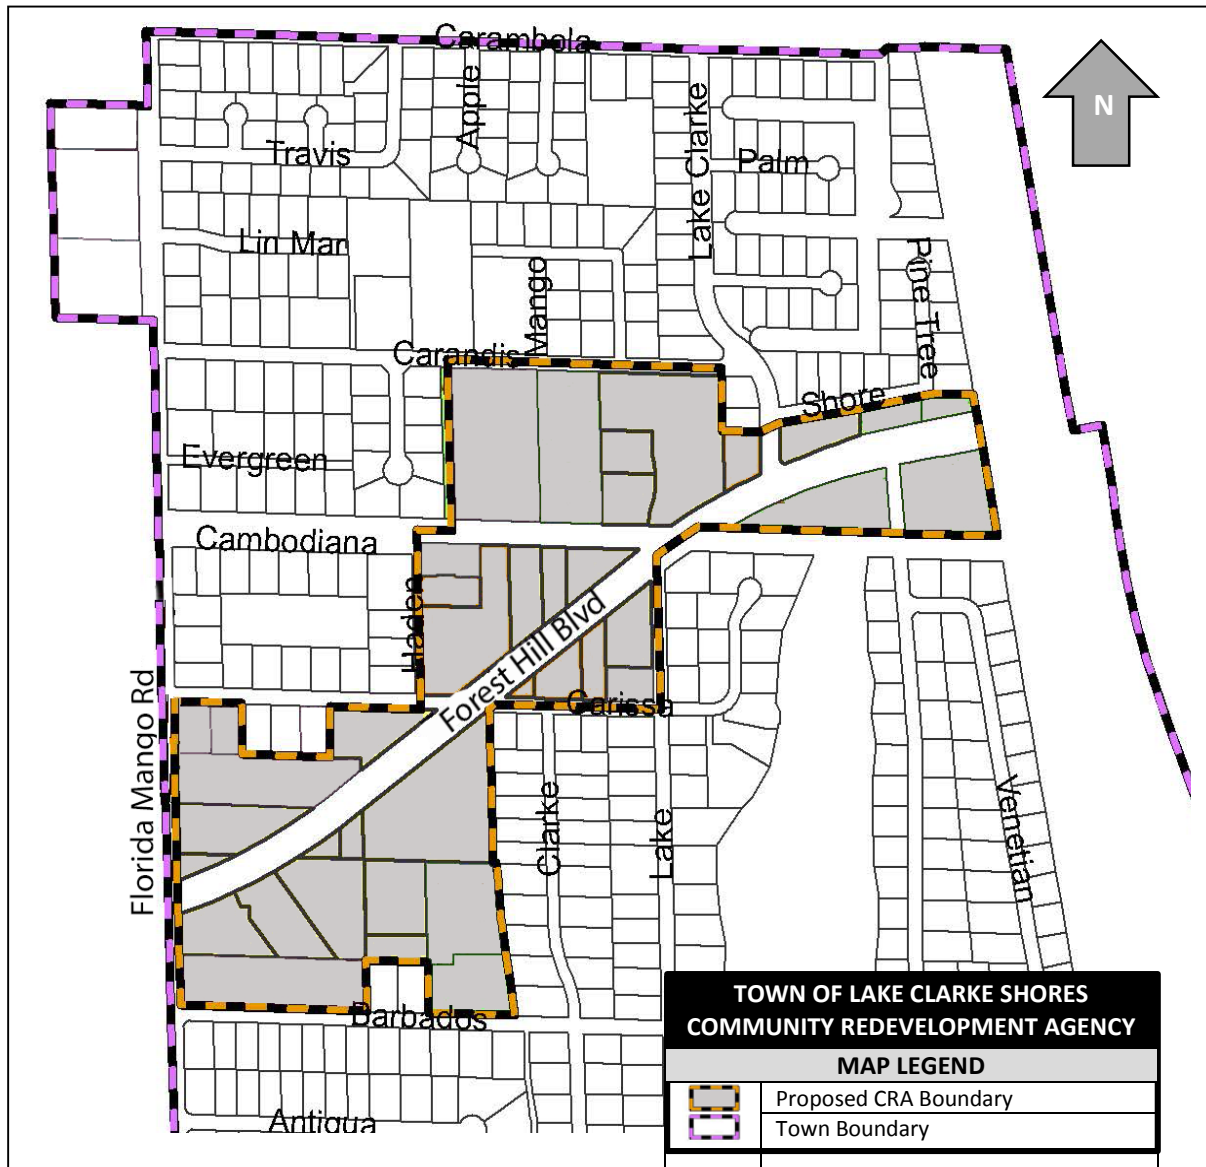 Carambola
Apple
Lake Clarke
N
Travis
Palm
Lin Mar
Mango
Pine Tree
Carandis
Shore
Evergreen
Cambodiana
Haden
Forest Hill Blvd
Carissa
Florida Mango Rd
Clarke
Lake
Venetian
Barbados
Antigua
TOWN OF LAKE CLARKE SHORES
COMMUNITY REDEVELOPMENT AGENCY
MAP LEGEND
Proposed CRA Boundary
Town Boundary